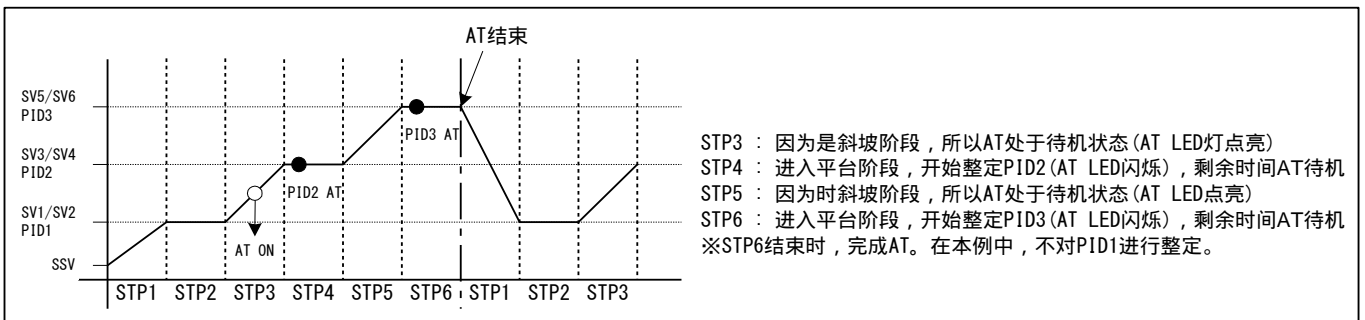 AT结束
SV5/SV6
PID3
PID3 AT
SV3/SV4
PID2
PID2 AT
SV1/SV2
PID1
AT ON
SSV
STP1 STP2 STP3 STP4 STP5 STP6 STP1 STP2 STP3
STP3 : 因为是斜坡阶段，所以AT处于待机状态(AT LED灯点亮)
STP4 : 进入平台阶段，开始整定PID2(AT LED闪烁)，剩余时间AT待机
STP5 : 因为时斜坡阶段，所以AT处于待机状态(AT LED点亮)
STP6 : 进入平台阶段，开始整定PID3(AT LED闪烁)，剩余时间AT待机
※STP6结束时，完成AT。在本例中，不对PID1进行整定。